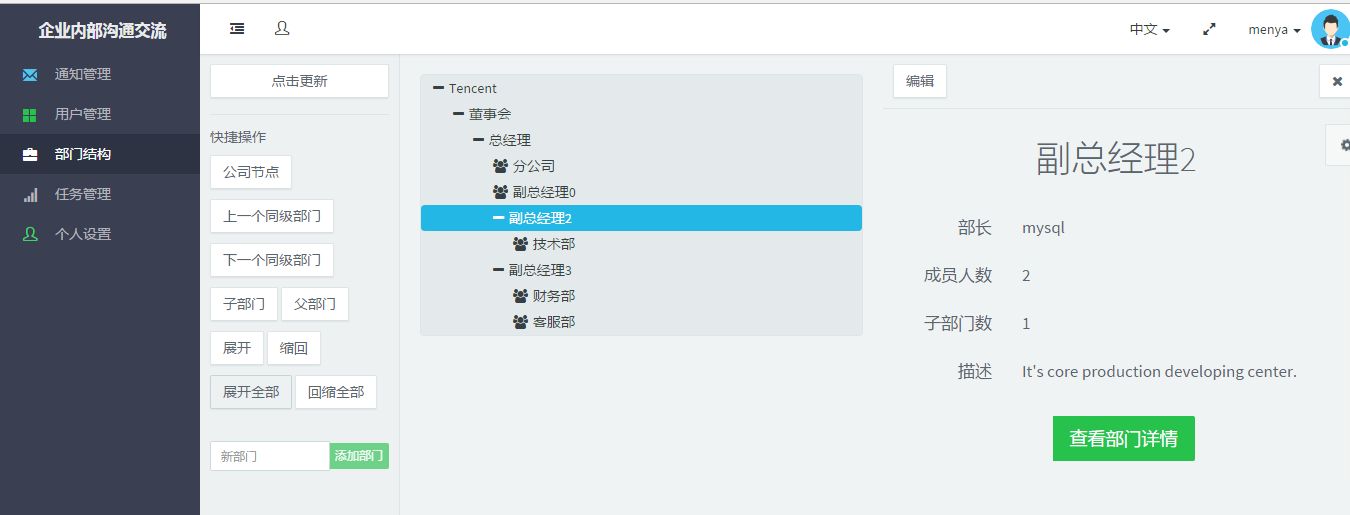 企业内部沟通交流
通知管理
用户管理
部门结构
任务管理
个人设置
中文
menya
点击更新
快捷操作
公司节点
上一个同级部门
下一个同级部门
子部门 父部门
展开 缩回
展开全部 回缩全部
新部门 添加部门
Tencent
董事会
总经理
分公司
副总经理0
副总经理2
技术部
副总经理3
财务部
客服部
编辑
副总经理2
部长 mysql
成员人数 2
子部门数 1
描述 It's core production developing center.
查看部门详情